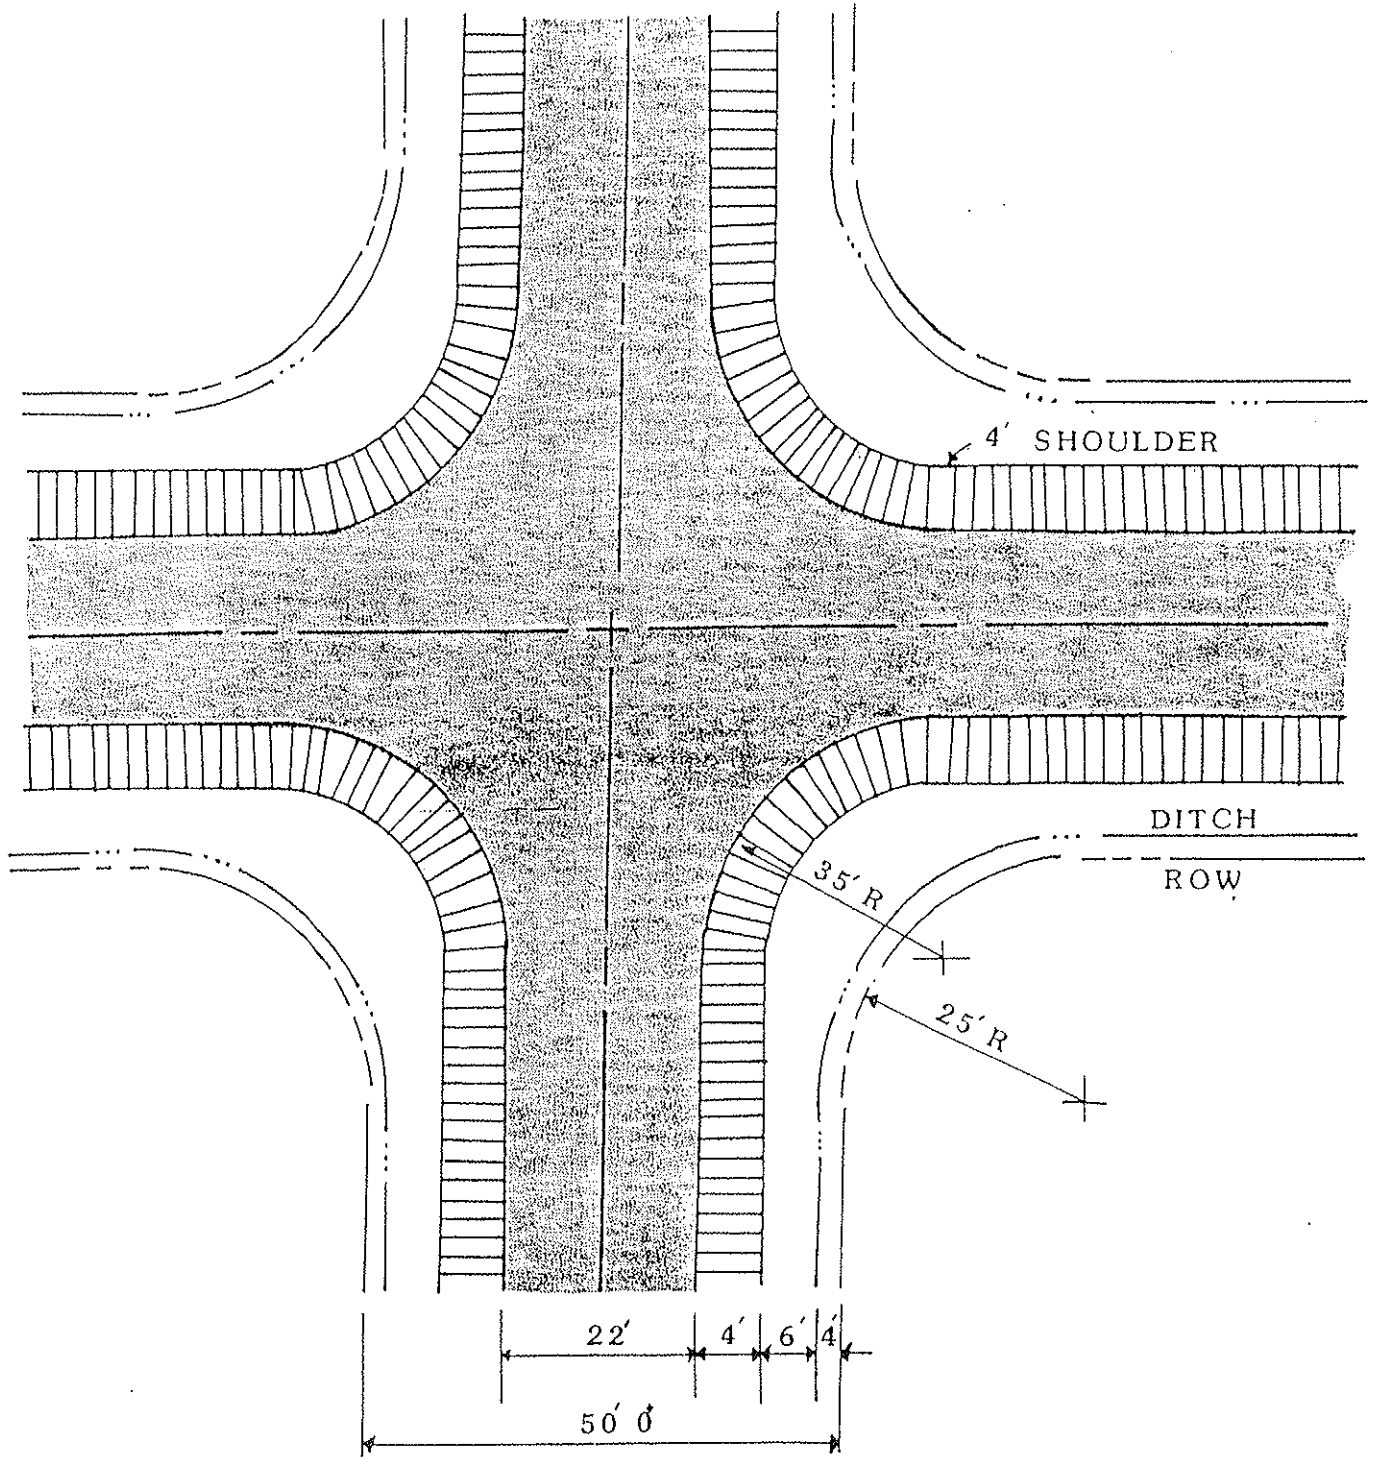 4' SHOULDER
DITCH
ROW
35' R
25' R
22' 4' 6' 4'
50' 0"